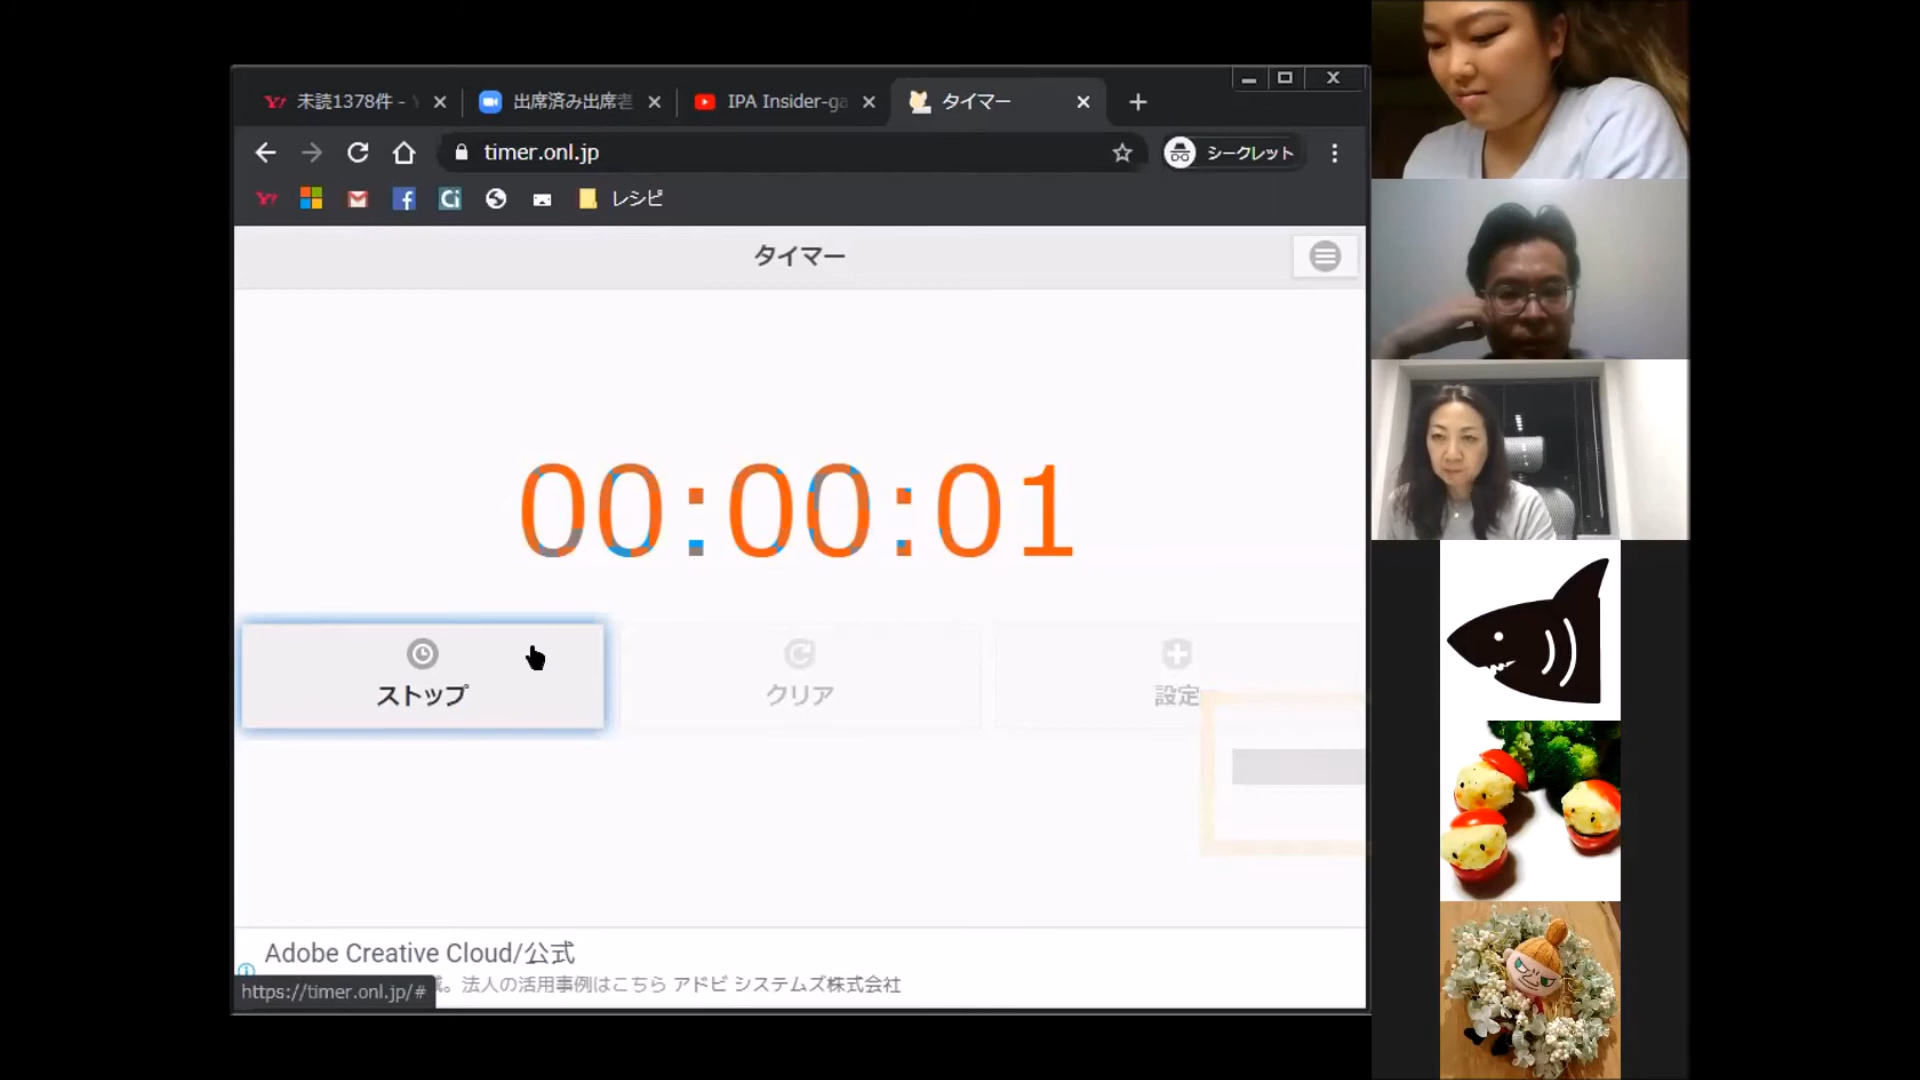 未読1378件 -
出席済み出席者
IPA Insider-ga
タイマー
timer.onl.jp
シークレット
レシピ
タイマー
00:00:01
ストップ
クリア
設定
Adobe Creative Cloud/公式
。法人の活用事例はこちら アドビ システムズ株式会社
https://timer.onl.jp/#